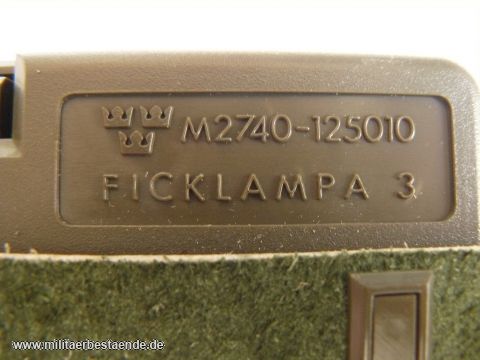 M2740-125010
FICKLAMPA 3
www.militaerbestaende.de